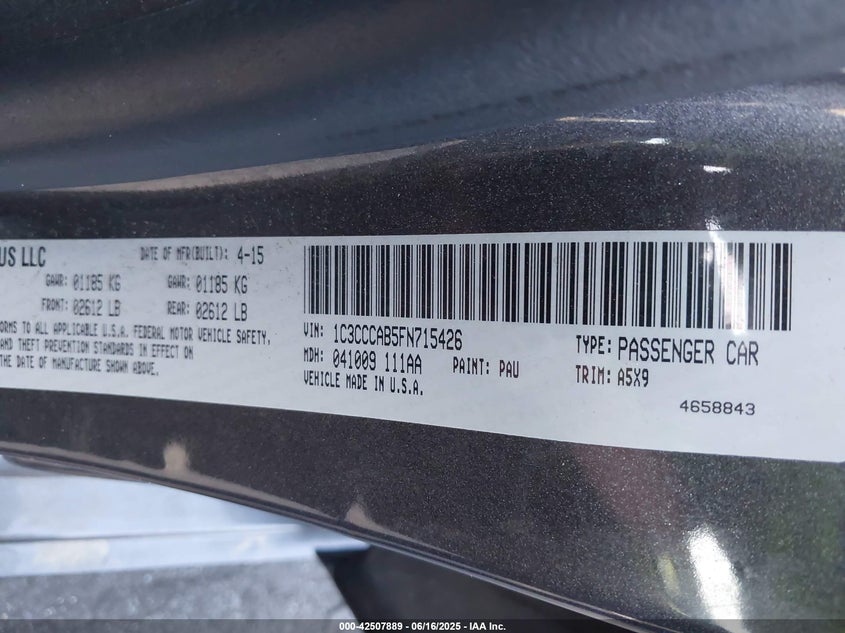 US LLC
DATE OF MFR(BUILT): 4-15
GAWR: 01185 KG GAWR: 01185 KG
FRONT: 02612 LB REAR: 02612 LB
ORMS TO ALL APPLICABLE U.S.A. FEDERAL MOTOR VEHICLE SAFETY,
AND THEFT PREVENTION STANDARDS IN EFFECT ON
THE DATE OF MANUFACTURE SHOWN ABOVE.
VIN: 1C3CCCAB5FN715426
MDH: 041009 111AA PAINT: PAU
VEHICLE MADE IN U.S.A.
TYPE: PASSENGER CAR
TRIM: A5X9
4658843
000-42507889 - 06/16/2025 - IAA Inc.